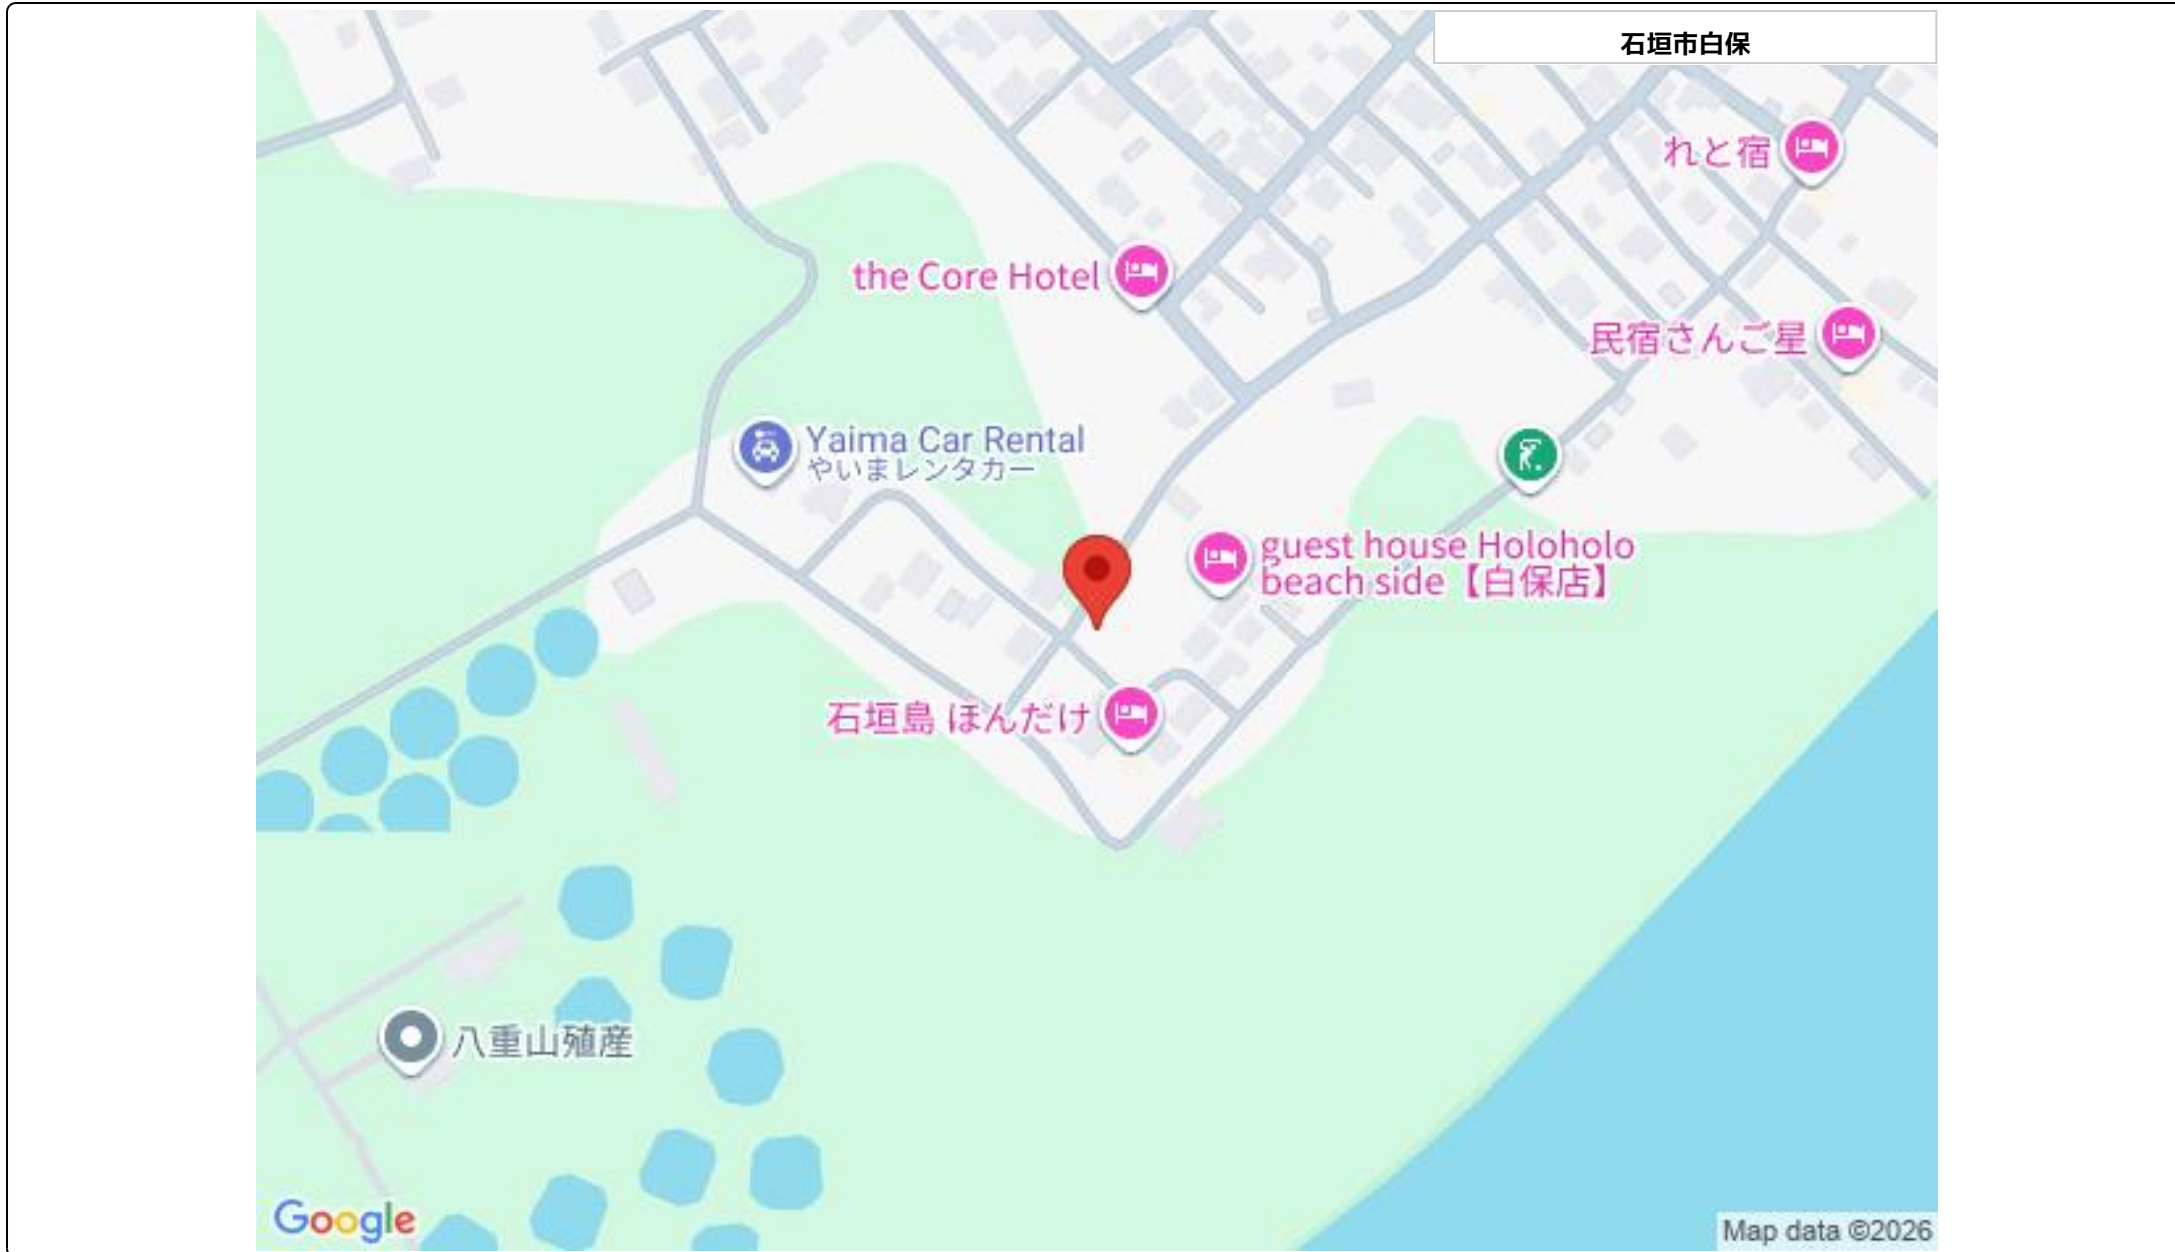 石垣市白保
れと宿
the Core Hotel
民宿さんご星
Yaima Car Rental
やいまレンタカー
guest house Holoholo
beach side【白保店】
石垣島 ほんだけ
八重山殖産
Google
Map data ©2026